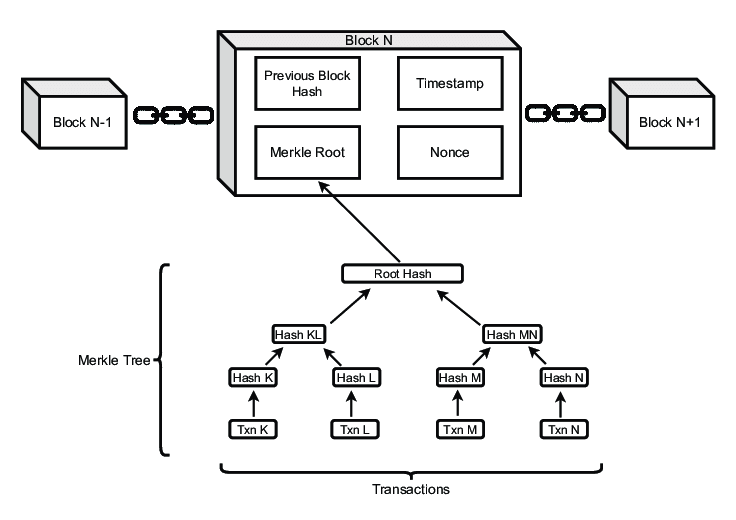 Block N
Previous Block
Hash
Timestamp
Block N-1
Block N+1
Merkle Root
Nonce
Root Hash
Hash KL
Hash MN
Merkle Tree
Hash K
Hash L
Hash M
Hash N
Txn K
Txn L
Txn M
Txn N
Transactions